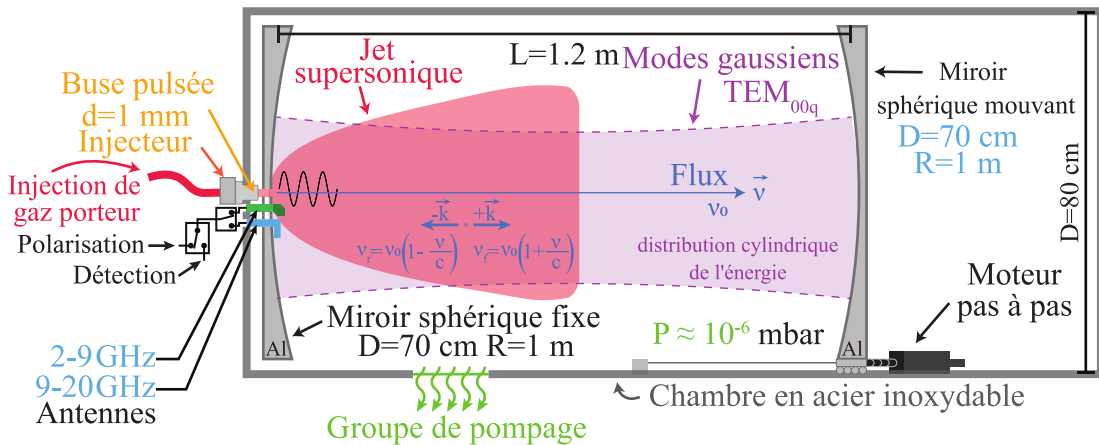 L=1.2 m
Jet
supersonique
Modes gaussiens
TEM₀₀q
Miroir
sphérique mouvant
D=70 cm
R=1 m
Buse pulsée
d=1 mm
Injecteur
Injection de
gaz porteur
Polarisation
Détection
Flux
ν⃗
ν₀
-k⃗
+k⃗
νᵣ=ν₀(1-ν/c)
ν_f=ν₀(1+ν/c)
distribution cylindrique
de l'énergie
D=80 cm
Moteur
pas à pas
P ≈ 10⁻⁶ mbar
Miroir sphérique fixe
D=70 cm R=1 m
Al
Al
2-9 GHz
9-20 GHz
Antennes
Chambre en acier inoxydable
Groupe de pompage